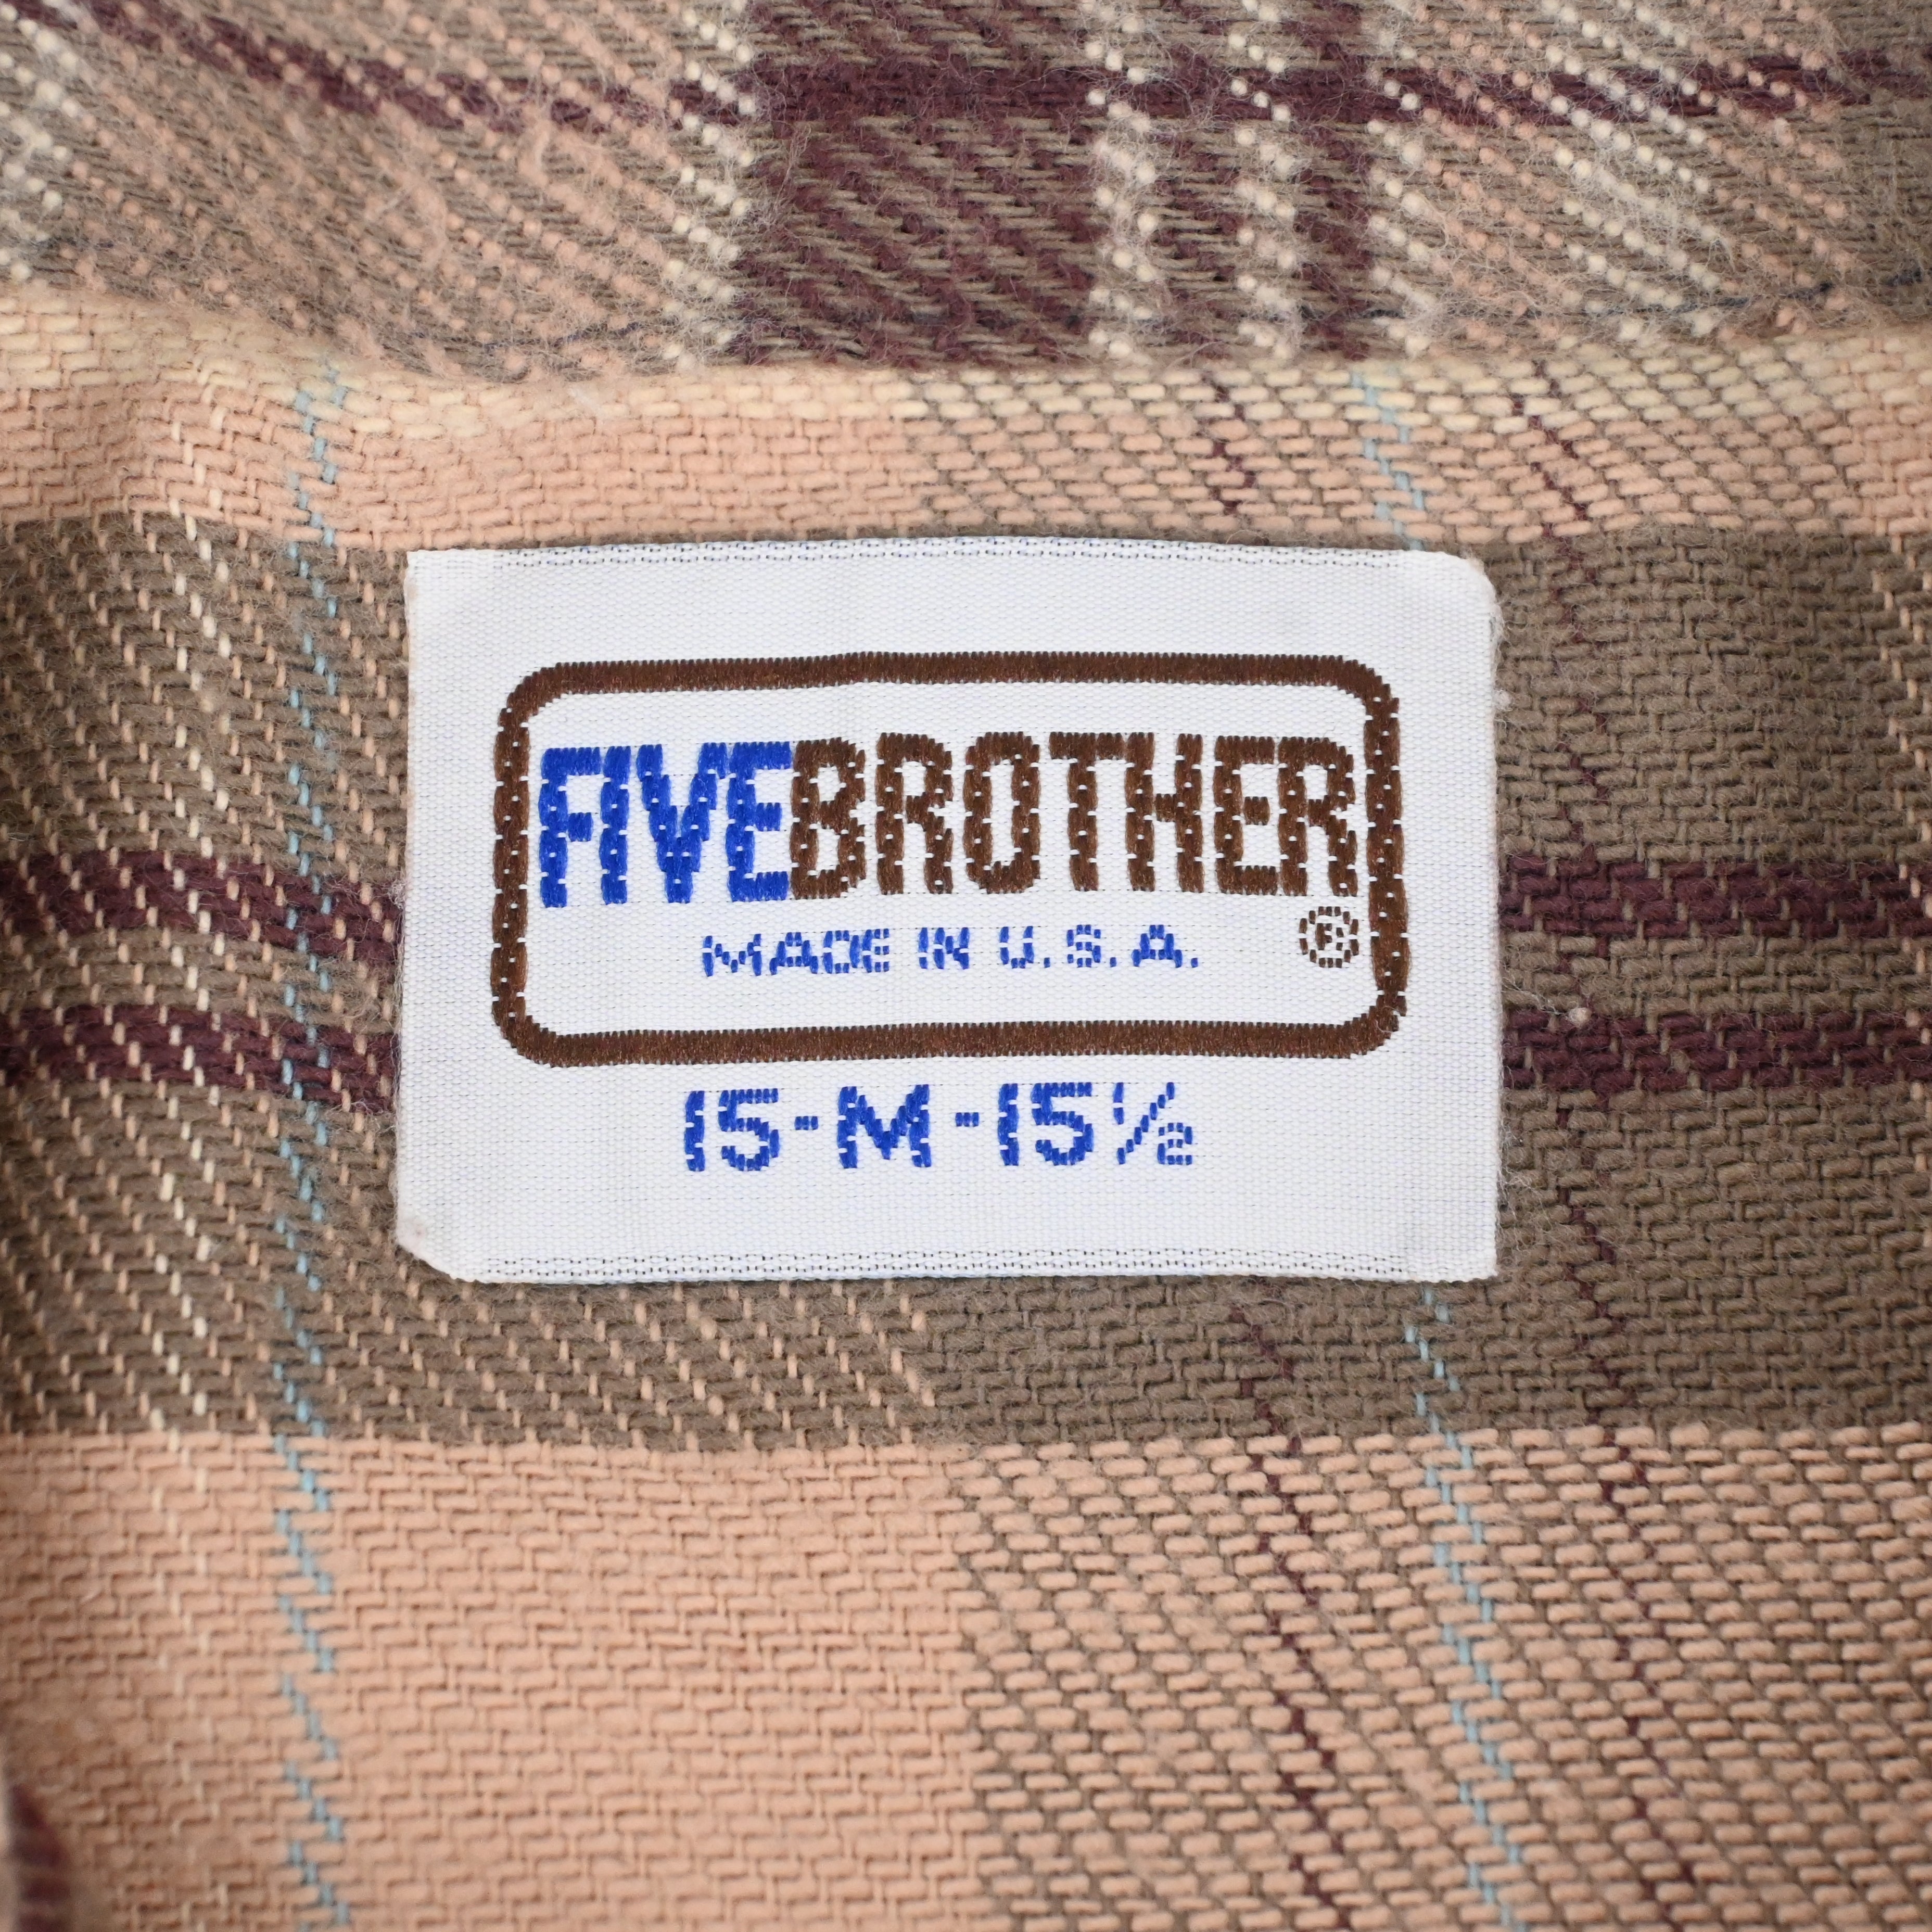 FIVEBROTHER
MADE IN U.S.A. ®
15-M-15½